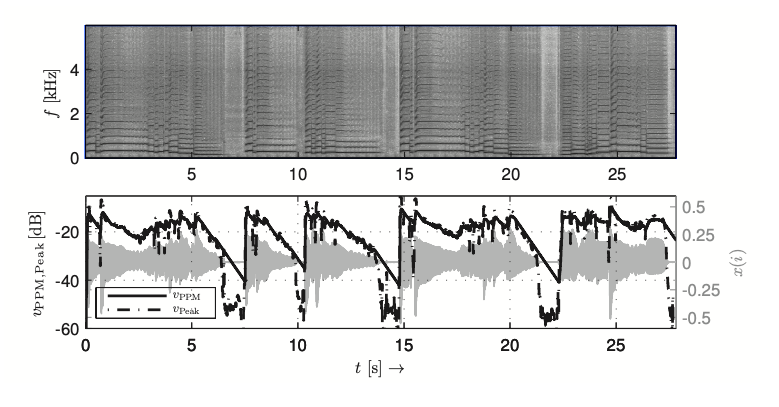 f [kHz]
4
2
0
5 10 15 20 25
v_PPM,Peak [dB]
-20
-40
-60
v_PPM
v_Peak
0.5
0.25
0
-0.25
-0.5
x(i)
0 5 10 15 20 25
t [s] →